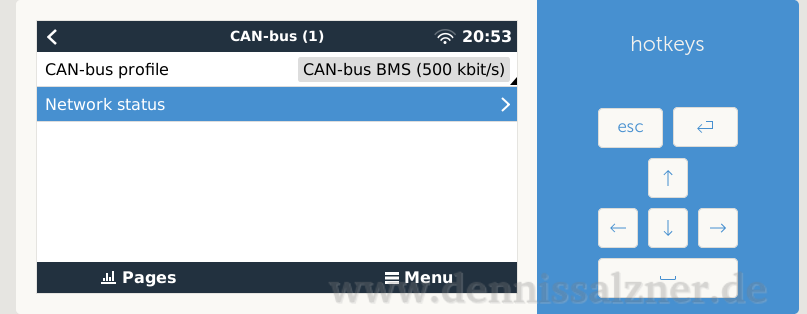 CAN-bus (1) 20:53
CAN-bus profile CAN-bus BMS (500 kbit/s)
Network status
Pages Menu
hotkeys
esc
www.dennissalzner.de